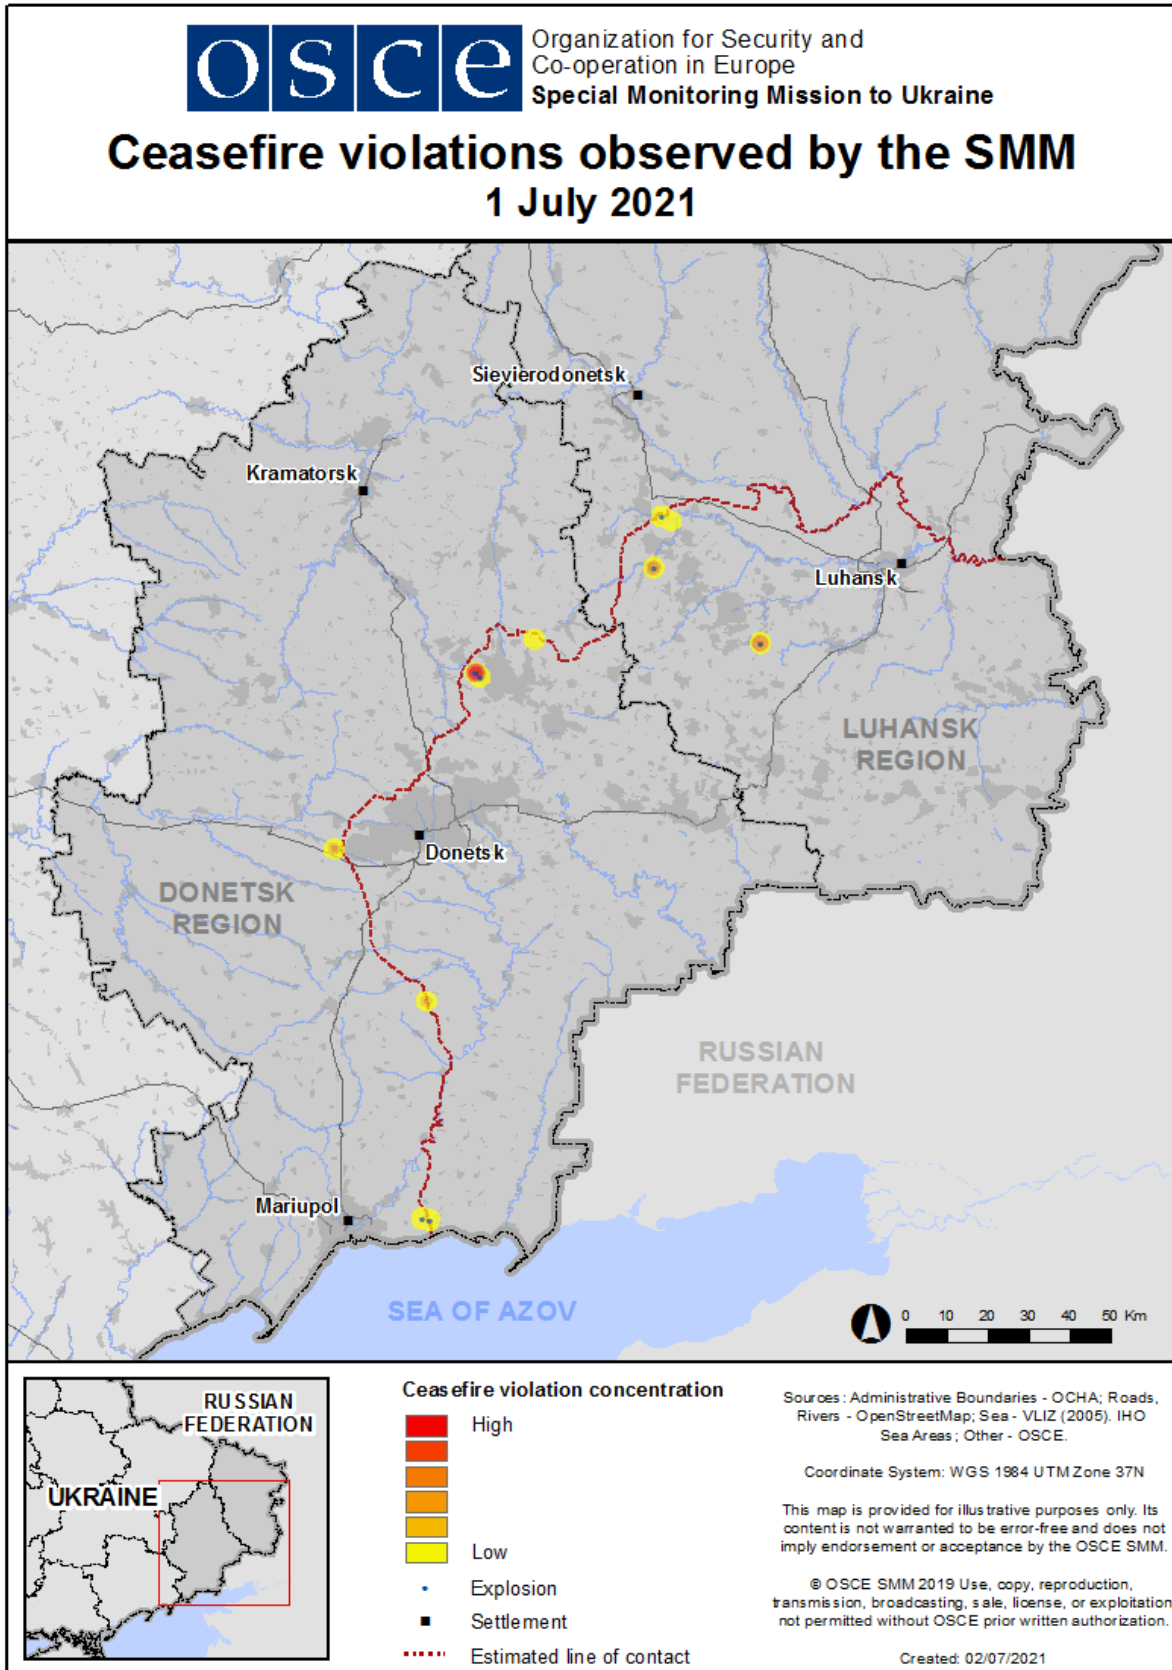 OSCE
Organization for Security and
Co-operation in Europe
Special Monitoring Mission to Ukraine
Ceasefire violations observed by the SMM
1 July 2021
Sievierodonetsk
Kramatorsk
Luhansk
LUHANSK
REGION
Donetsk
DONETSK
REGION
RUSSIAN
FEDERATION
Mariupol
SEA OF AZOV
0 10 20 30 40 50 Km
RUSSIAN
FEDERATION
UKRAINE
Ceasefire violation concentration
High
Low
Explosion
Settlement
Estimated line of contact
Sources: Administrative Boundaries - OCHA; Roads,
Rivers - OpenStreetMap; Sea - VLIZ (2005). IHO
Sea Areas; Other - OSCE.
Coordinate System: WGS 1984 UTM Zone 37N
This map is provided for illustrative purposes only. Its
content is not warranted to be error-free and does not
imply endorsement or acceptance by the OSCE SMM.
© OSCE SMM 2019 Use, copy, reproduction,
transmission, broadcasting, sale, license, or exploitation
not permitted without OSCE prior written authorization.
Created: 02/07/2021